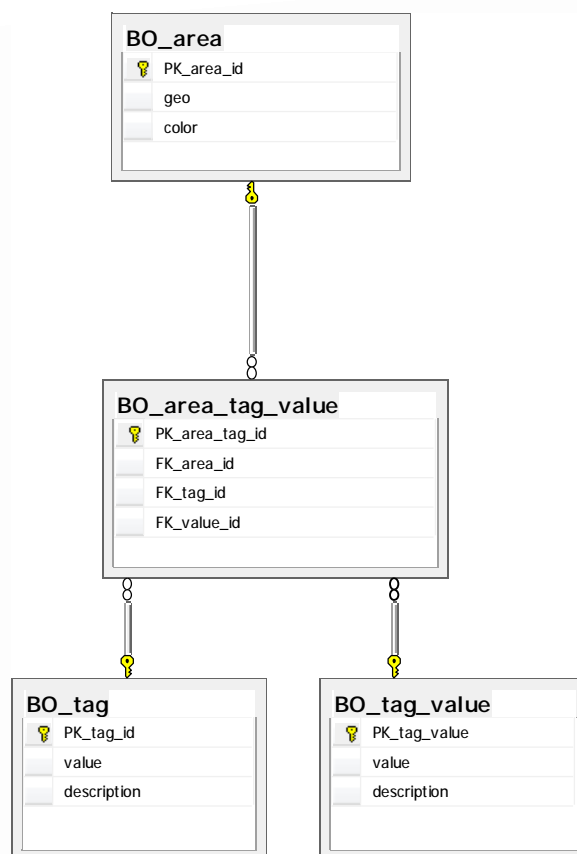 BO_area
PK_area_id
geo
color
BO_area_tag_value
PK_area_tag_id
FK_area_id
FK_tag_id
FK_value_id
BO_tag
PK_tag_id
value
description
BO_tag_value
PK_tag_value
value
description